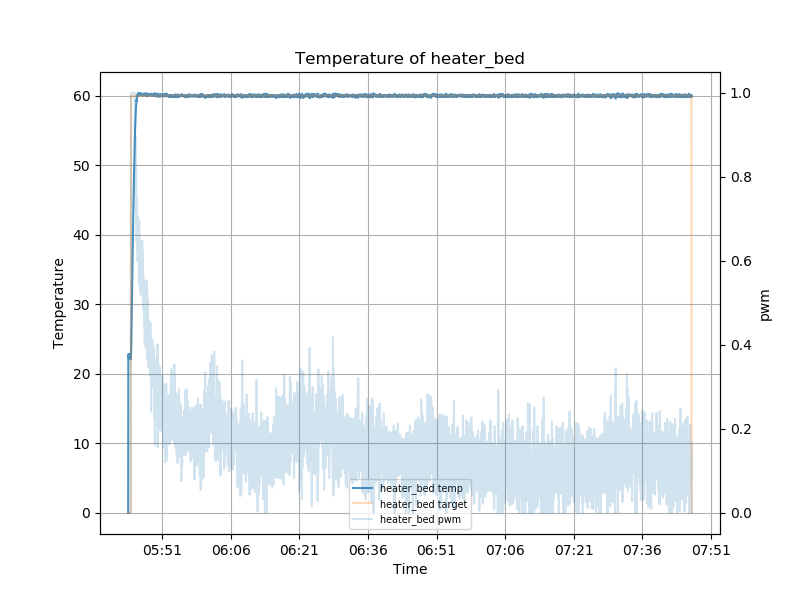 Temperature of heater_bed
60
50
40
30
20
10
0
Temperature
1.0
0.8
0.6
0.4
0.2
0.0
pwm
heater_bed temp
heater_bed target
heater_bed pwm
05:51 06:06 06:21 06:36 06:51 07:06 07:21 07:36 07:51
Time